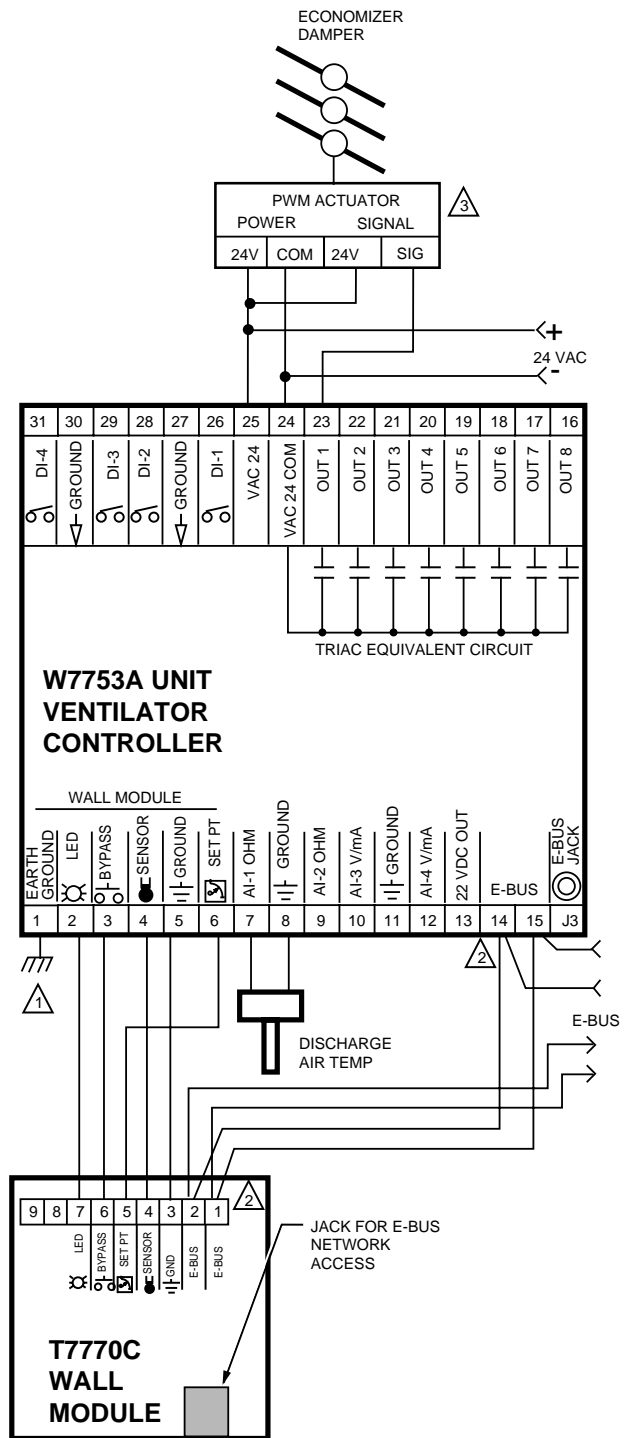 ECONOMIZER
DAMPER
PWM ACTUATOR
POWER SIGNAL
3
24V COM 24V SIG
+
24 VAC
-
31 30 29 28 27 26 25 24 23 22 21 20 19 18 17 16
DI-4
GROUND
DI-3
DI-2
GROUND
DI-1
VAC 24
VAC 24 COM
OUT 1
OUT 2
OUT 3
OUT 4
OUT 5
OUT 6
OUT 7
OUT 8
TRIAC EQUIVALENT CIRCUIT
W7753A UNIT
VENTILATOR
CONTROLLER
WALL MODULE
EARTH
GROUND
LED
BYPASS
SENSOR
GROUND
SET PT
AI-1 OHM
GROUND
AI-2 OHM
AI-3 V/mA
GROUND
AI-4 V/mA
22 VDC OUT
E-BUS
E-BUS
JACK
1 2 3 4 5 6 7 8 9 10 11 12 13 14 15 J3
1
2
DISCHARGE
AIR TEMP
E-BUS
9 8 7 6 5 4 3 2 1
2
LED
BYPASS
SET PT
SENSOR
GND
E-BUS
E-BUS
JACK FOR E-BUS
NETWORK
ACCESS
T7770C
WALL
MODULE